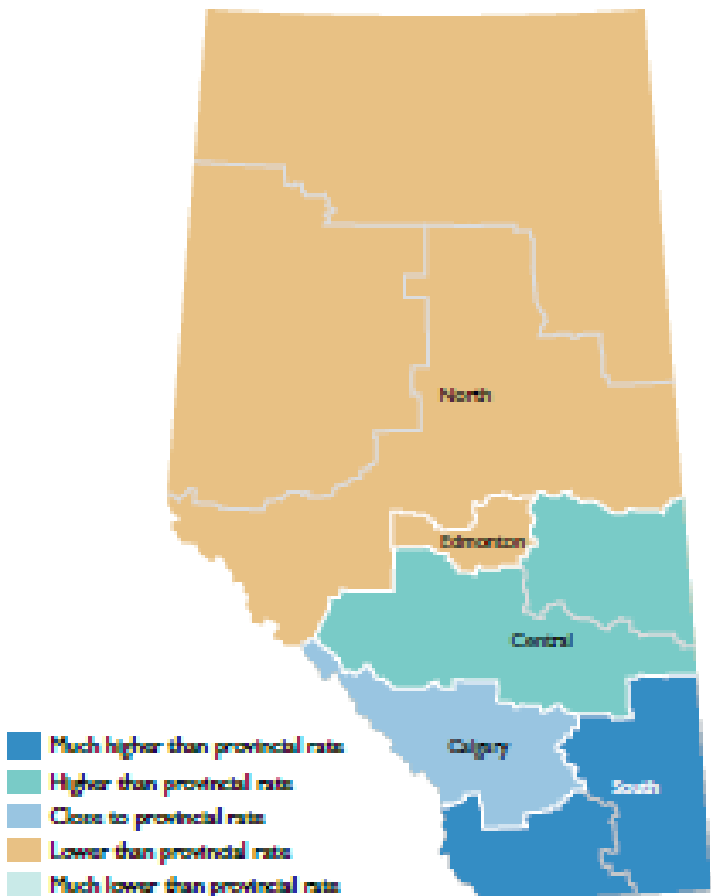 North
Edmonton
Central
Calgary
South
Much higher than provincial rate
Higher than provincial rate
Close to provincial rate
Lower than provincial rate
Much lower than provincial rate